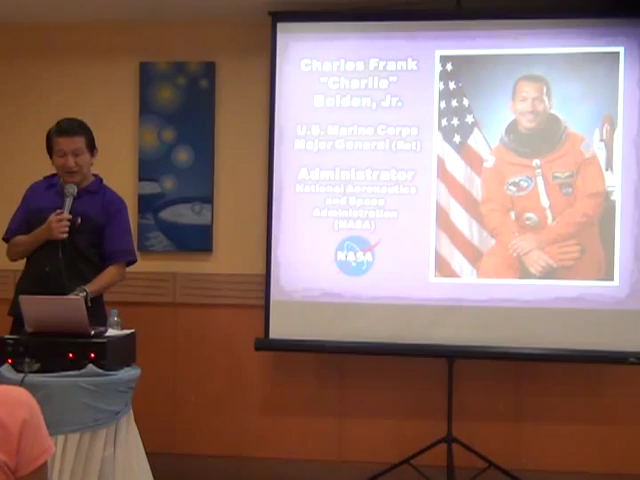 Charles Frank
"Charlie"
Bolden, Jr.
U.S. Marine Corps
Major General (Ret)
Administrator
National Aeronautics
and Space
Administration
(NASA)
NASA